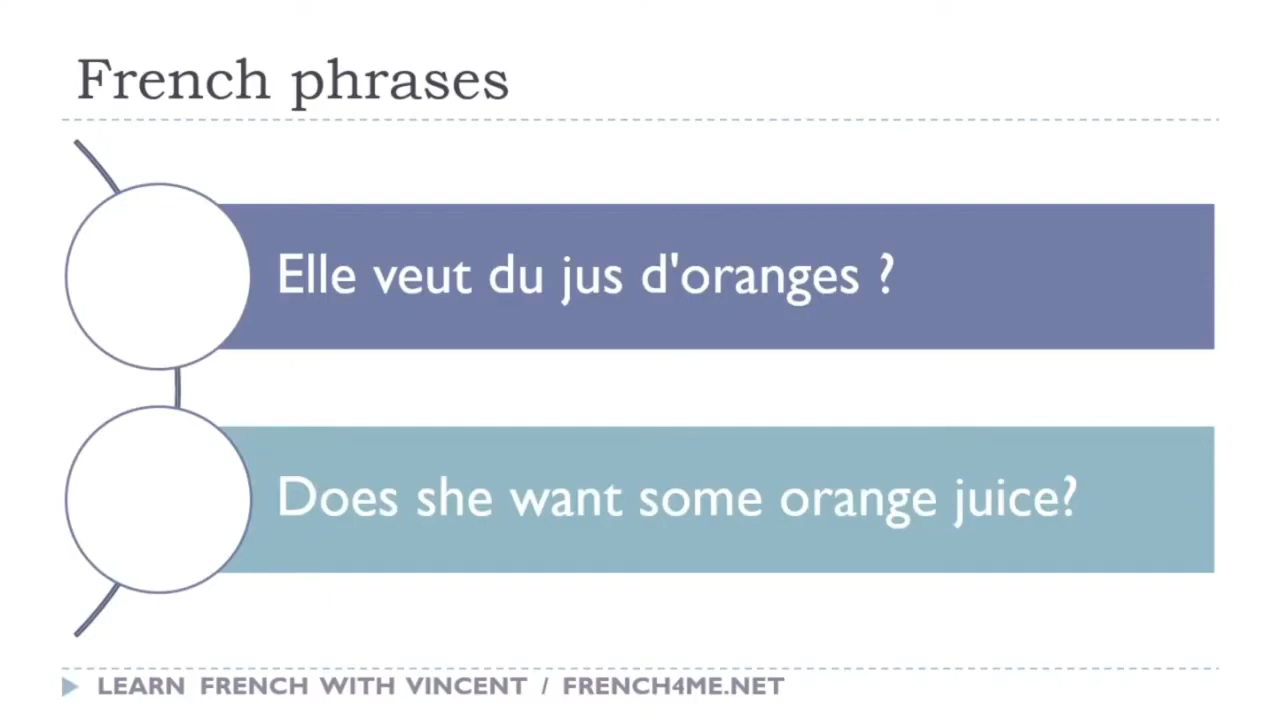 French phrases
Elle veut du jus d'oranges ?
Does she want some orange juice?
LEARN FRENCH WITH VINCENT / FRENCH4ME.NET